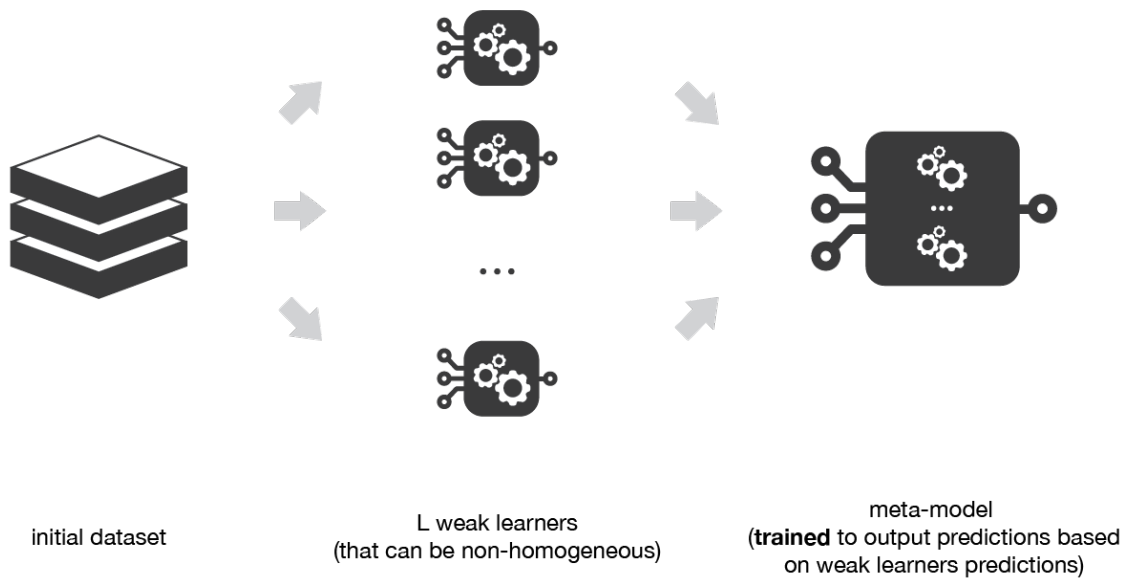 initial dataset
L weak learners
(that can be non-homogeneous)
meta-model
(trained to output predictions based
on weak learners predictions)